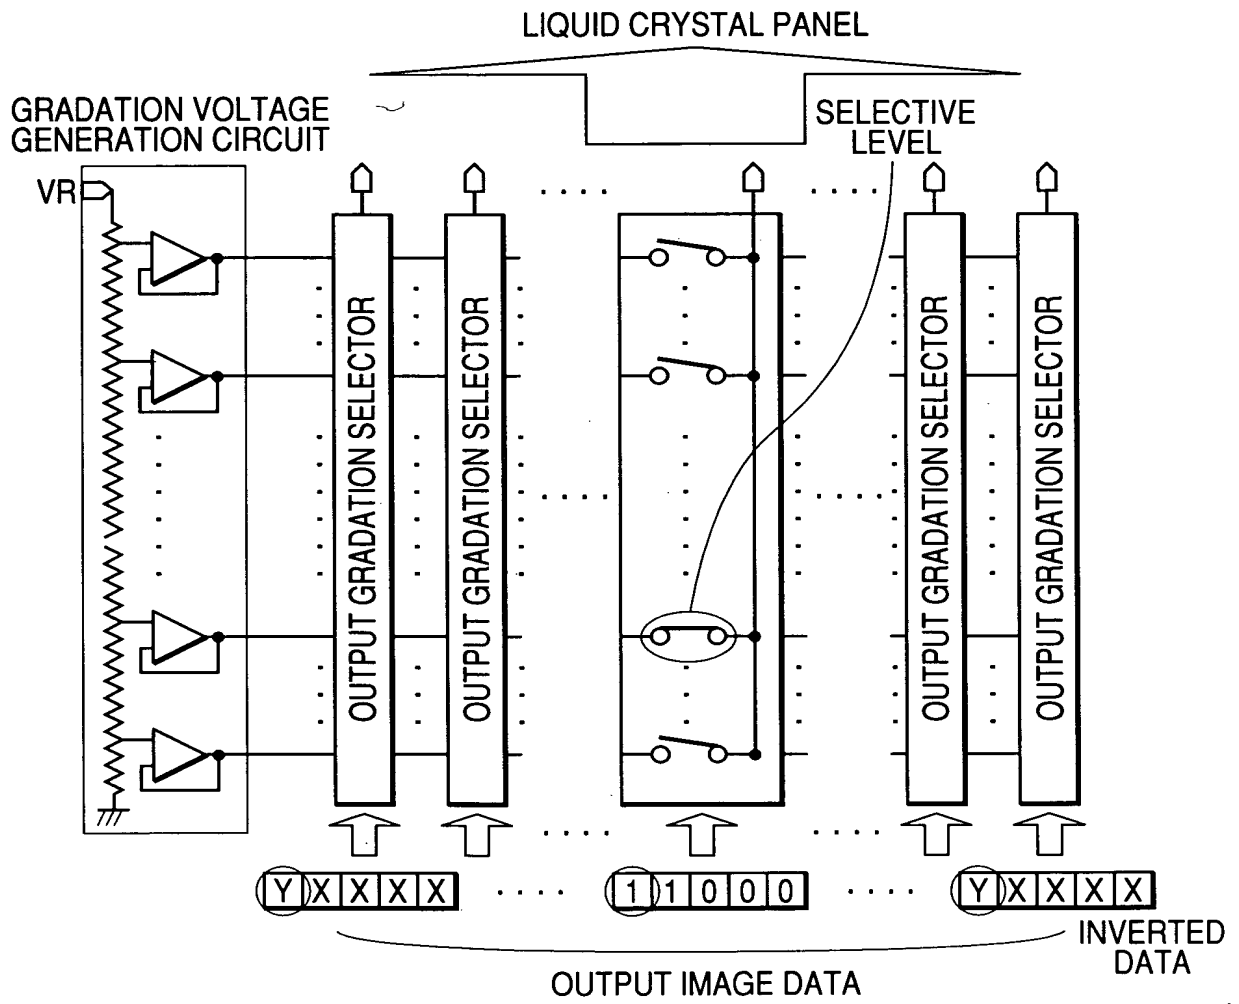 LIQUID CRYSTAL PANEL
GRADATION VOLTAGE
GENERATION CIRCUIT
SELECTIVE
LEVEL
VR
OUTPUT GRADATION SELECTOR
OUTPUT GRADATION SELECTOR
OUTPUT GRADATION SELECTOR
OUTPUT GRADATION SELECTOR
Y X X X X
1 1 0 0 0
Y X X X X
INVERTED
DATA
OUTPUT IMAGE DATA